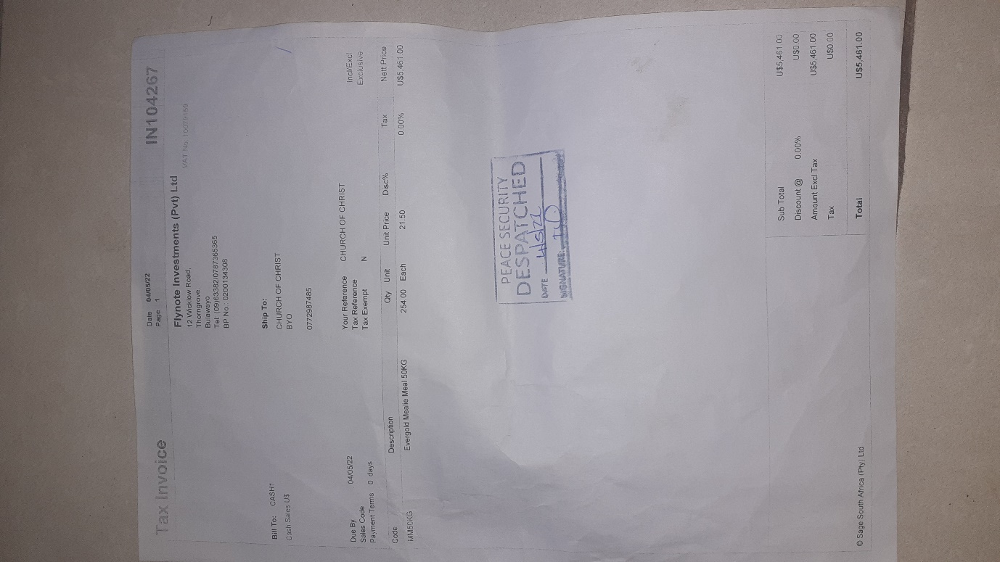 Tax Invoice
Date 04/05/22
Page 1
IN104267
Flynote Investments (Pvt) Ltd
VAT No.
12 Wicklow Road,
Thorngrove
Bulawayo
Tel: (09)63382/0787365365
BP No.: 0200134308
Bill To: CASH1
Cash Sales U$
Ship To:
CHURCH OF CHRIST
BYO
0772987485
Due By 04/05/22
Sales Code
Payment Terms 0 days
Your Reference CHURCH OF CHRIST
Tax Reference
Tax Exempt N
Incl/Excl
Exclusive
Code Description Qty Unit Unit Price Disc% Tax Nett Price
MM50KG Evergold Mealie Meal 50KG 254.00 Each 21.50 0.00% U$5,461.00
PEACE SECURITY
DESPATCHED
DATE 4/5/22
SIGNATURE
Sub Total U$5,461.00
Discount @ 0.00% U$0.00
Amount Excl Tax U$5,461.00
Tax U$0.00
Total U$5,461.00
© Sage South Africa (Pty) Ltd